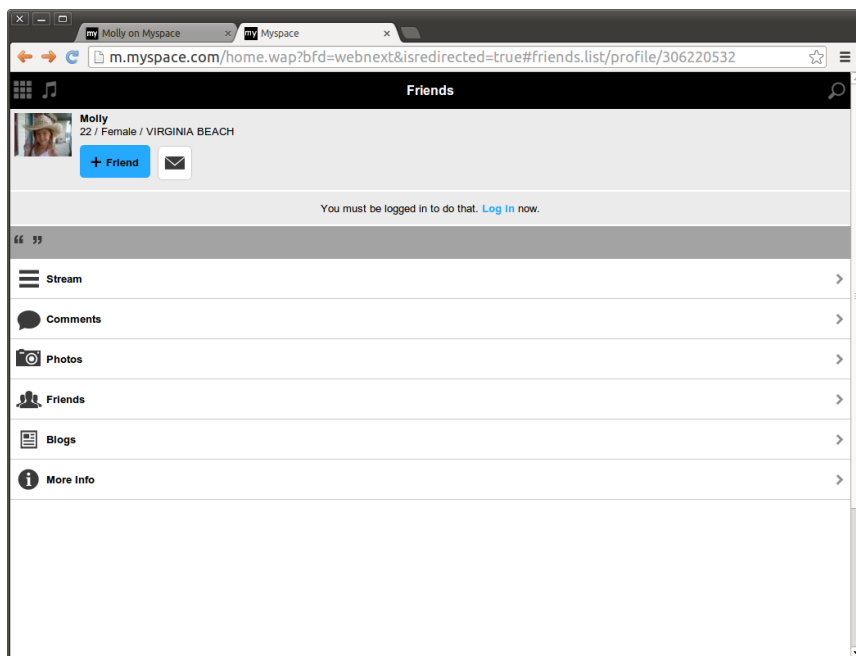 my Molly on Myspace
my Myspace
m.myspace.com/home.wap?bfd=webnext&isredirected=true#friends.list/profile/306220532
Friends
Molly
22 / Female / VIRGINIA BEACH
+ Friend
You must be logged in to do that. Log In now.
“ ”
Stream
Comments
Photos
Friends
Blogs
More Info